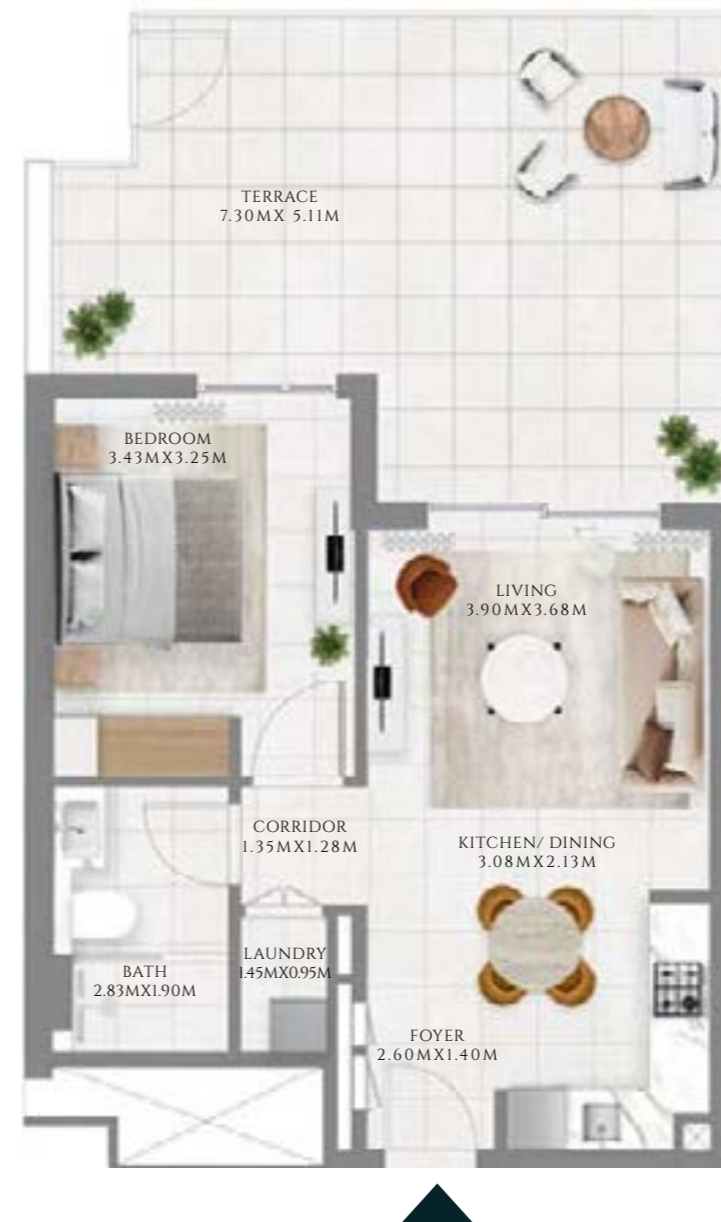 TERRACE
7.30MX 5.11M
BEDROOM
3.43MX3.25M
LIVING
3.90MX3.68M
CORRIDOR
1.35MX1.28M
KITCHEN/ DINING
3.08MX2.13M
LAUNDRY
1.45MX0.95M
BATH
2.83MX1.90M
FOYER
2.60MX1.40M